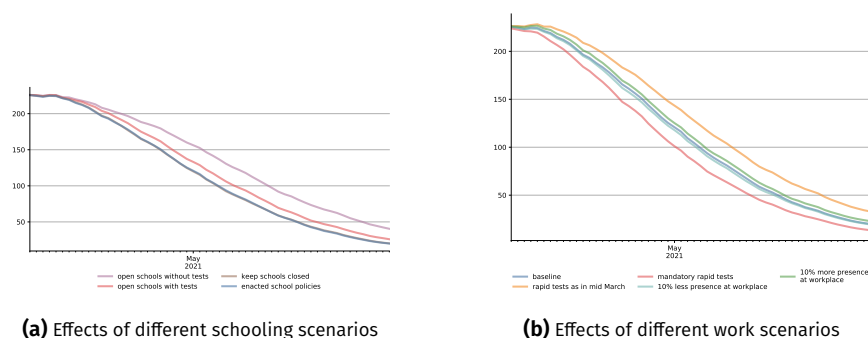 200
150
100
50
May
2021
open schools without tests
keep schools closed
open schools with tests
enacted school policies
(a) Effects of different schooling scenarios
200
150
100
50
May
2021
baseline
mandatory rapid tests
10% more presence
at workplace
rapid tests as in mid March
10% less presence at workplace
(b) Effects of different work scenarios